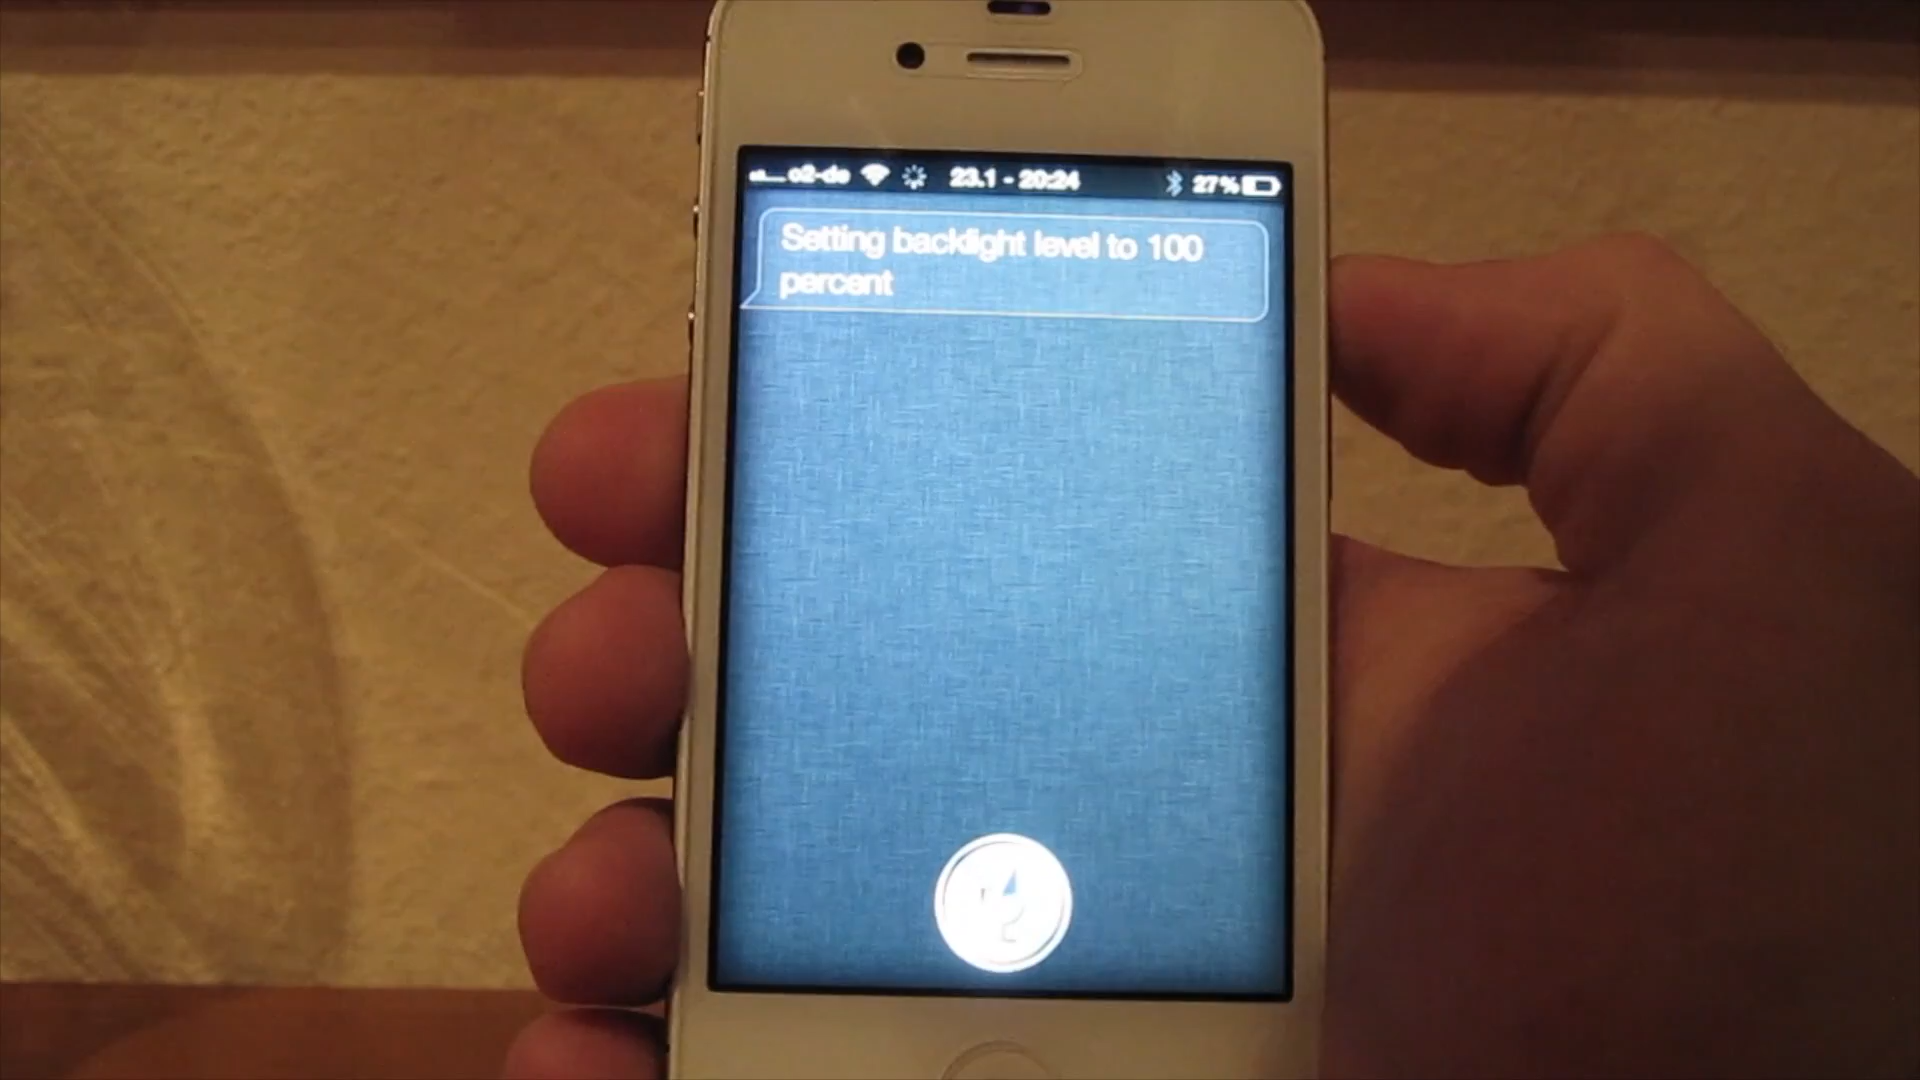 o2-de 23.1 - 20:24 27%
Setting backlight level to 100
percent